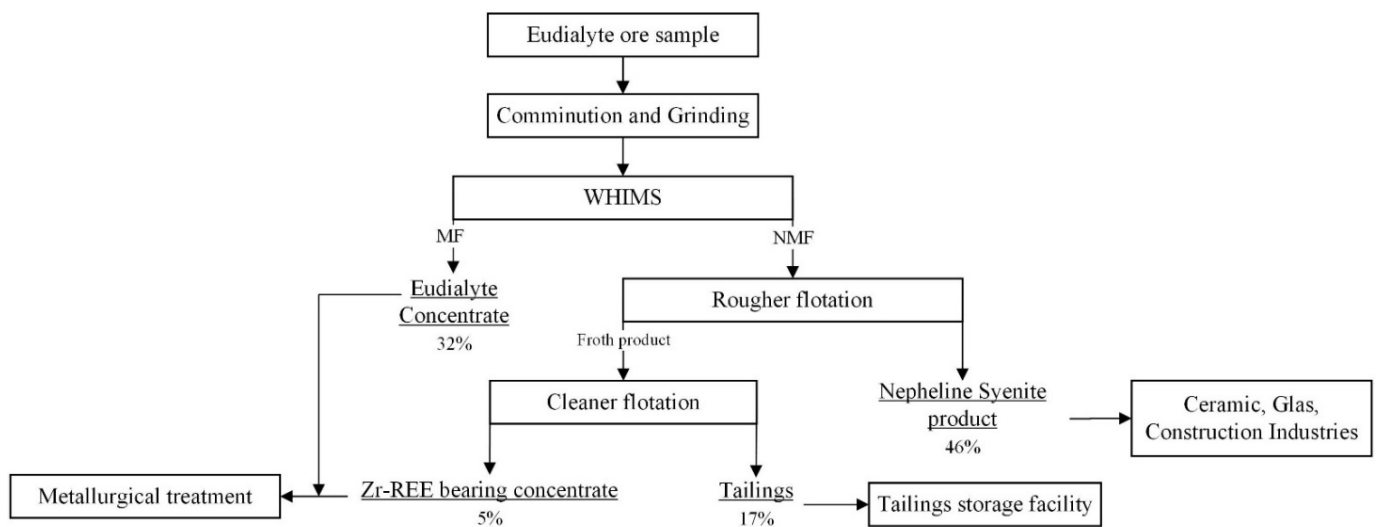 Eudialyte ore sample
Comminution and Grinding
WHIMS
MF
NMF
Eudialyte
Concentrate
32%
Rougher flotation
Froth product
Cleaner flotation
Nepheline Syenite
product
46%
Ceramic, Glas,
Construction Industries
Metallurgical treatment
Zr-REE bearing concentrate
5%
Tailings
17%
Tailings storage facility